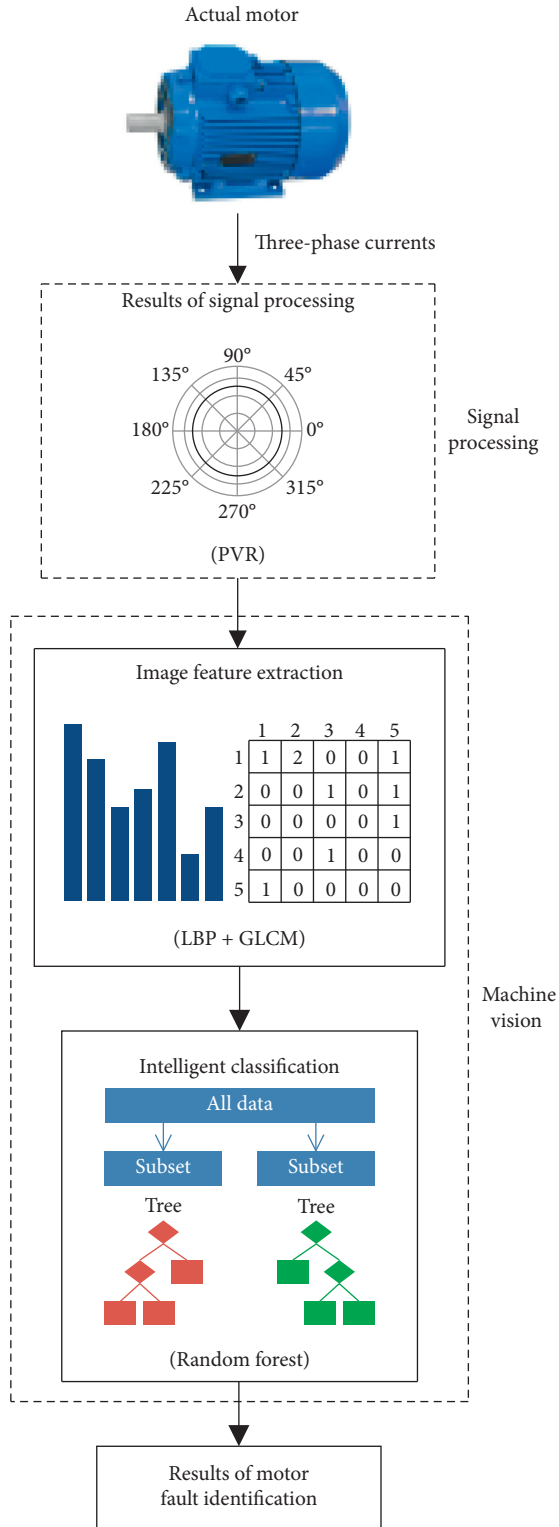 Actual motor
Three-phase currents
Results of signal processing
90°
135°
45°
180°
0°
225°
315°
270°
(PVR)
Signal
processing
Image feature extraction
1 2 3 4 5
1 1 2 0 0 1
2 0 0 1 0 1
3 0 0 0 0 1
4 0 0 1 0 0
5 1 0 0 0 0
(LBP + GLCM)
Machine
vision
Intelligent classification
All data
Subset
Subset
Tree
Tree
(Random forest)
Results of motor
fault identification